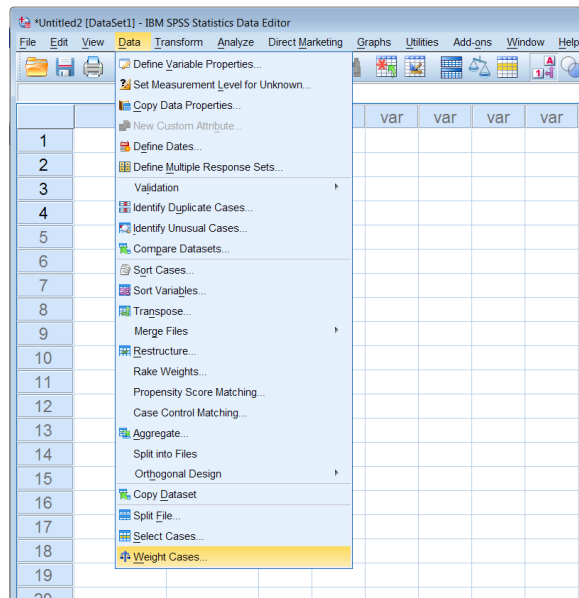 *Untitled2 [DataSet1] - IBM SPSS Statistics Data Editor
File Edit View Data Transform Analyze Direct Marketing Graphs Utilities Add-ons Window Help
Define Variable Properties...
Set Measurement Level for Unknown...
Copy Data Properties...
New Custom Attribute...
Define Dates...
Define Multiple Response Sets...
Validation
Identify Duplicate Cases...
Identify Unusual Cases...
Compare Datasets...
Sort Cases...
Sort Variables...
Transpose...
Merge Files
Restructure...
Rake Weights...
Propensity Score Matching...
Case Control Matching...
Aggregate...
Split into Files
Orthogonal Design
Copy Dataset
Split File...
Select Cases...
Weight Cases...
var var var var
1
2
3
4
5
6
7
8
9
10
11
12
13
14
15
16
17
18
19
20